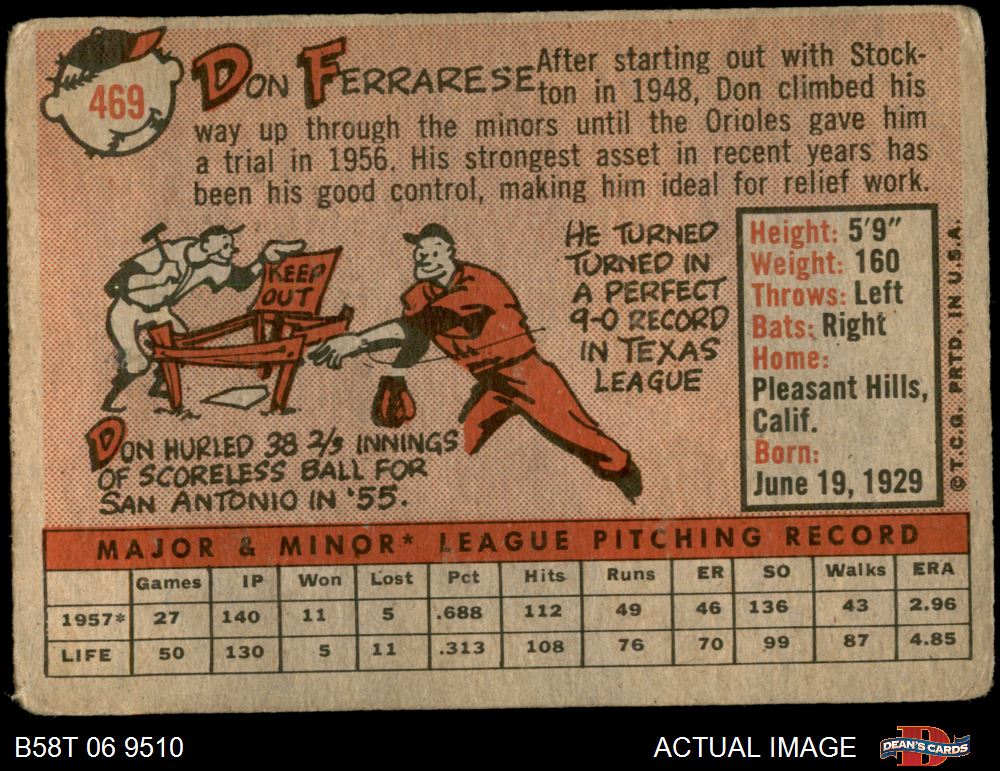 469
DON FERRARESE After starting out with Stock-
ton in 1948, Don climbed his
way up through the minors until the Orioles gave him
a trial in 1956. His strongest asset in recent years has
been his good control, making him ideal for relief work.
KEEP
OUT
HE TURNED
TURNED IN
A PERFECT
9-0 RECORD
IN TEXAS
LEAGUE
DON HURLED 38 2/3 INNINGS
OF SCORELESS BALL FOR
SAN ANTONIO IN '55.
Height: 5'9"
Weight: 160
Throws: Left
Bats: Right
Home:
Pleasant Hills,
Calif.
Born:
June 19, 1929
© T.C.G. PRTD. IN U.S.A.
MAJOR & MINOR* LEAGUE PITCHING RECORD
Games IP Won Lost Pct Hits Runs ER SO Walks ERA
1957* 27 140 11 5 .688 112 49 46 136 43 2.96
LIFE 50 130 5 11 .313 108 76 70 99 87 4.85
B58T 06 9510
ACTUAL IMAGE
DEAN'S CARDS